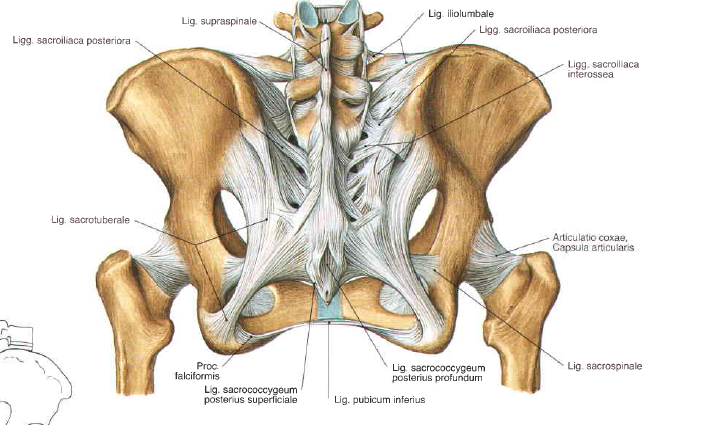 Lig. supraspinale
Lig. iliolumbale
Ligg. sacroiliaca posteriora
Ligg. sacroiliaca posteriora
Ligg. sacroiliaca
interossea
Lig. sacrotuberale
Articulatio coxae,
Capsula articularis
Proc.
falciformis
Lig. sacrococcygeum
posterius superficiale
Lig. pubicum inferius
Lig. sacrococcygeum
posterius profundum
Lig. sacrospinale